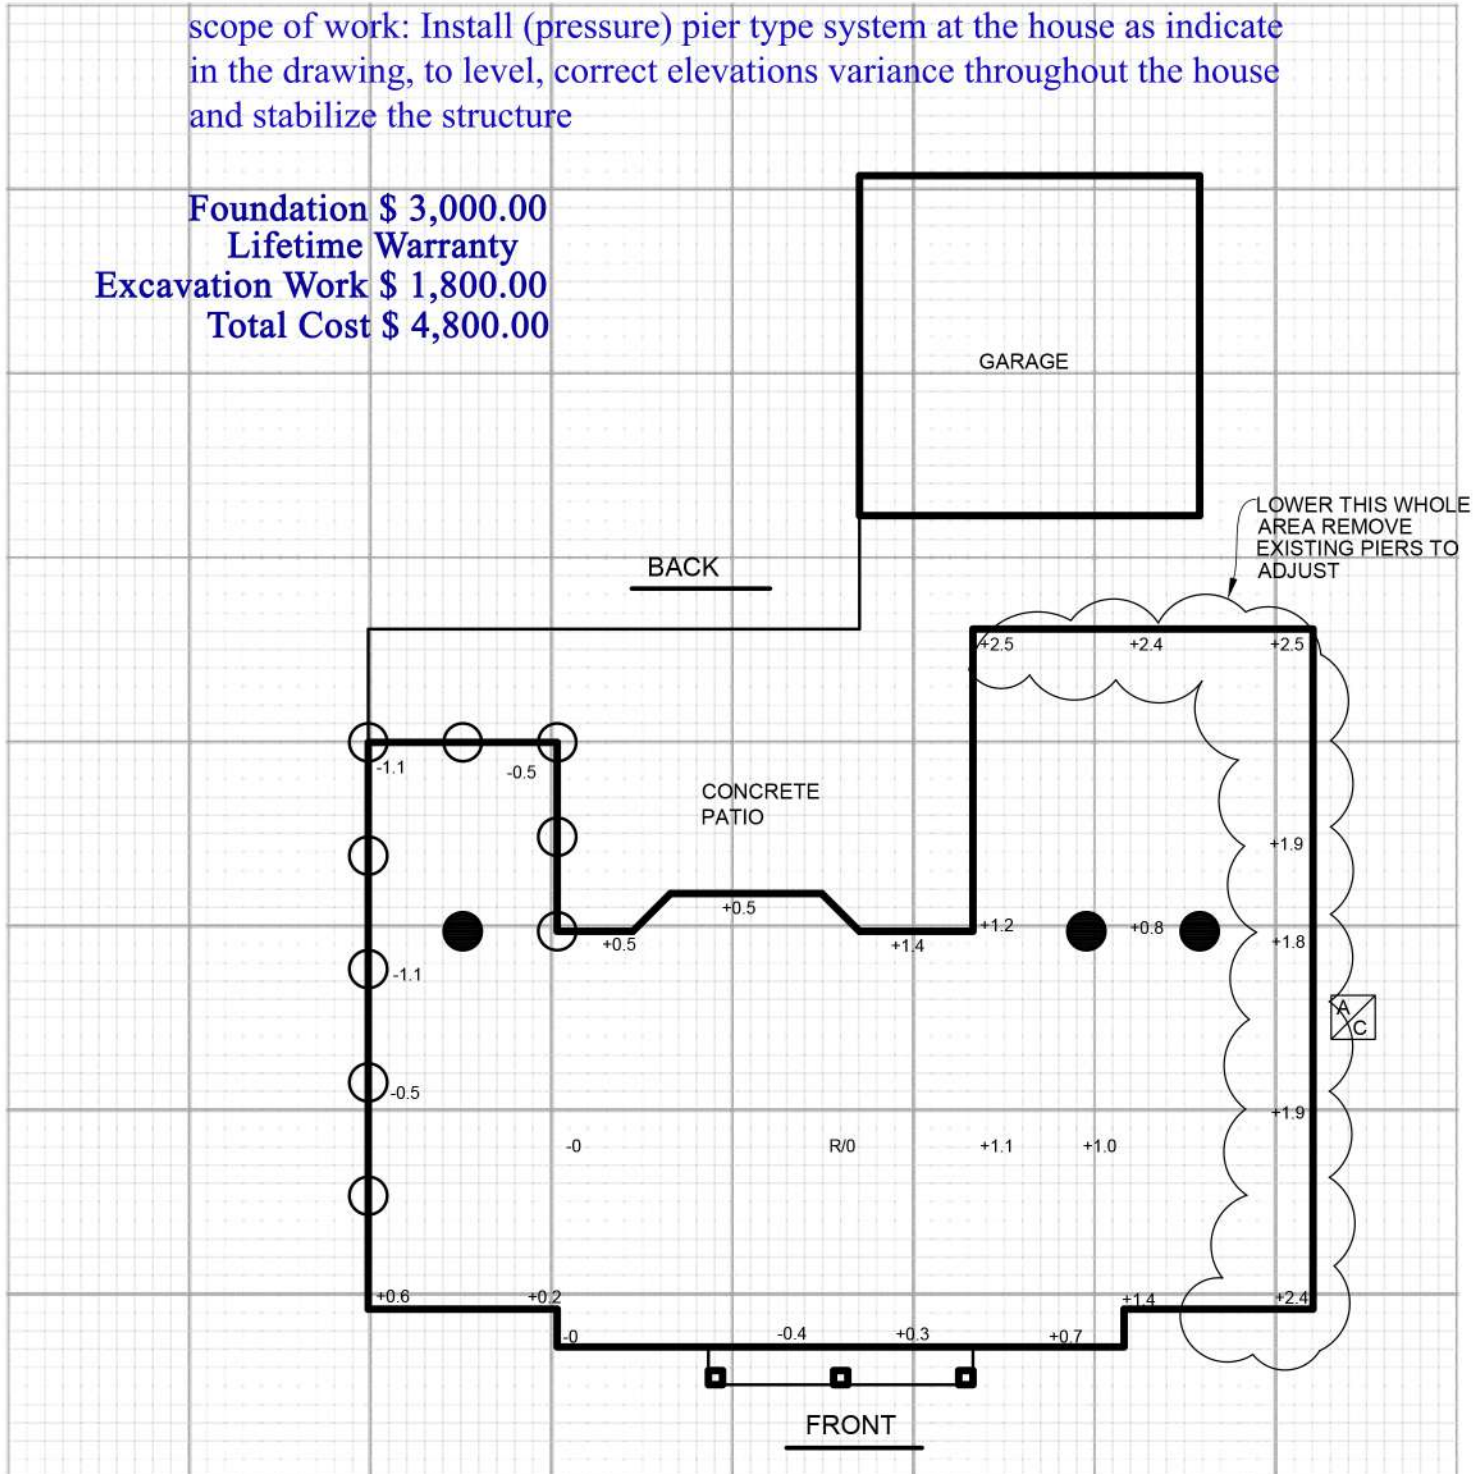 scope of work: Install (pressure) pier type system at the house as indicate
in the drawing, to level, correct elevations variance throughout the house
and stabilize the structure
Foundation $ 3,000.00
Lifetime Warranty
Excavation Work $ 1,800.00
Total Cost $ 4,800.00
GARAGE
LOWER THIS WHOLE
AREA REMOVE
EXISTING PIERS TO
ADJUST
BACK
+2.5 +2.4 +2.5
-1.1 -0.5
CONCRETE
PATIO
+1.9
+0.5
+0.5 +1.4 +1.2 +0.8 +1.8
-1.1
A
C
-0.5
+1.9
-0 R/0 +1.1 +1.0
+0.6 +0.2 +1.4 +2.4
-0 -0.4 +0.3 +0.7
FRONT